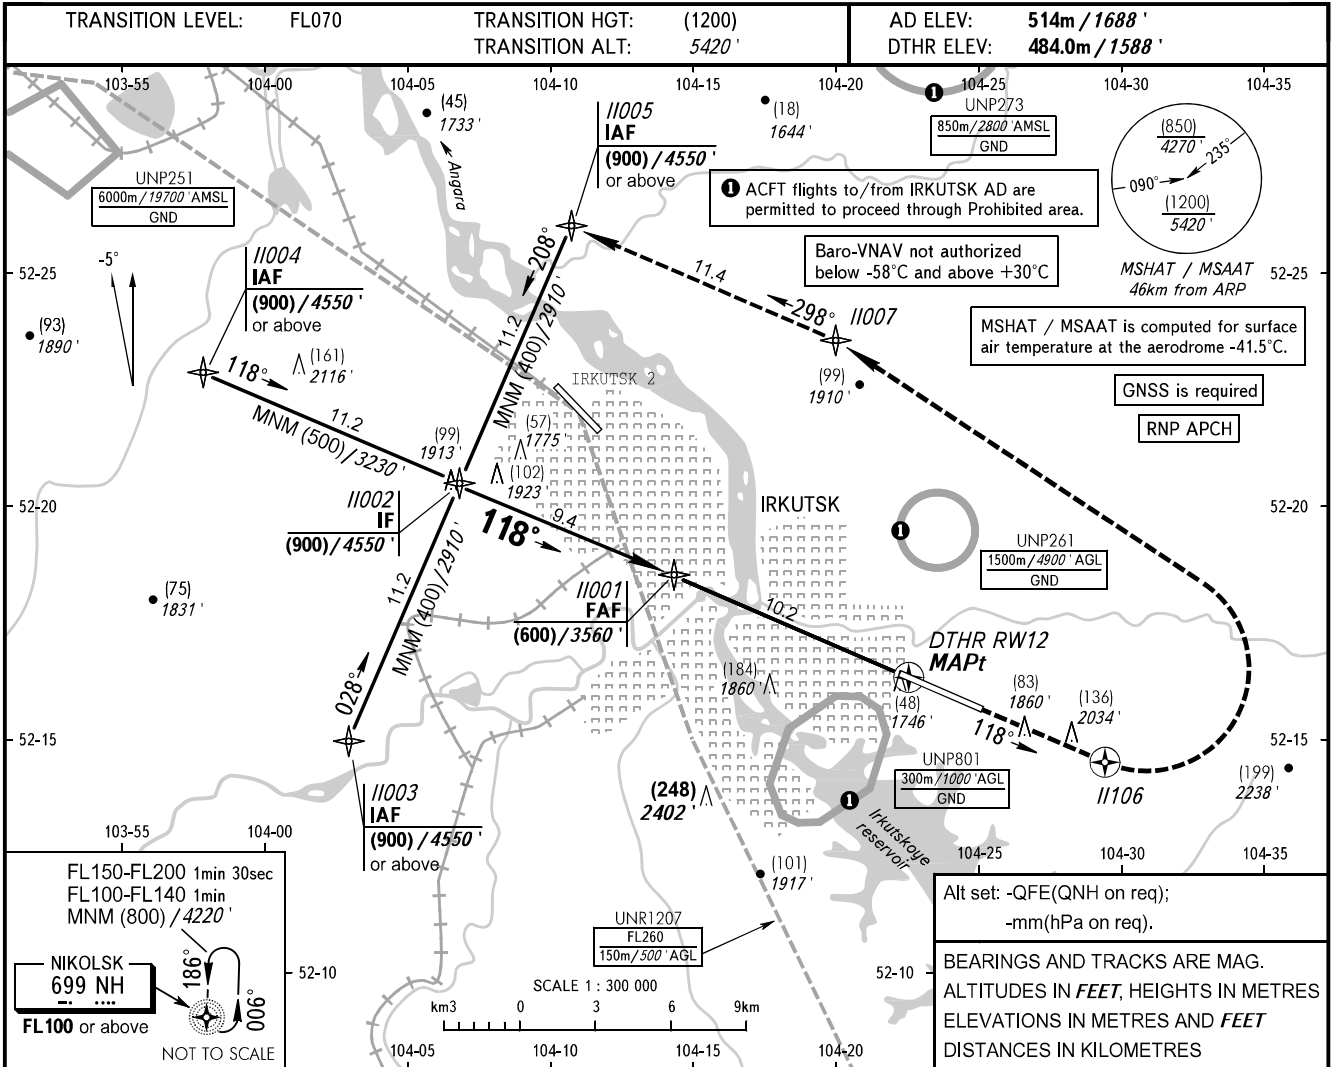 TRANSITION LEVEL: FL070
TRANSITION HGT: (1200)
TRANSITION ALT: 5420 '
AD ELEV: 514m / 1688 '
DTHR ELEV: 484.0m / 1588 '
103-55 104-00 104-05 104-10 104-15 104-20 104-25 104-30 104-35
(45)
1733 '
Angara
II005
IAF
(900) / 4550 '
or above
(18)
1644 '
1
UNP273
850m/2800 'AMSL
GND
(850)
4270 '
235°
090°
(1200)
5420 '
MSHAT / MSAAT
46km from ARP
UNP251
6000m/19700 'AMSL
GND
1 ACFT flights to/from IRKUTSK AD are
permitted to proceed through Prohibited area.
Baro-VNAV not authorized
below -58°C and above +30°C
-5°
II004
IAF
(900) / 4550 '
or above
208°
11.2
MNM (400)/2910 '
11.4
298°
II007
52-25
52-25
52-25
MSHAT / MSAAT is computed for surface
air temperature at the aerodrome -41.5°C.
GNSS is required
RNP APCH
(93)
1890 '
118°
(161)
2116 '
11.2
MNM (500)/3230 '
IRKUTSK 2
(99)
1910 '
(99)
1913 '
(57)
1775 '
(102)
1923 '
52-20
52-20
II002
IF
(900) / 4550 '
118°
9.4
IRKUTSK
1
UNP261
1500m/4900 'AGL
GND
(75)
1831 '
11.2
MNM (400)/2910 '
028°
II001
FAF
(600) / 3560 '
10.2
DTHR RW12
MAPt
(184)
1860 '
(48)
1746 '
(83)
1860 '
(136)
2034 '
118°
52-15
52-15
II003
IAF
(900) / 4550 '
or above
(248)
2402 '
UNP801
300m/1000 'AGL
GND
1
II106
(199)
2238 '
Irkutskoye
reservoir
103-55 104-00 104-25 104-30 104-35
(101)
1917 '
FL150-FL200 1min 30sec
FL100-FL140 1min
MNM (800) / 4220 '
NIKOLSK
699 NH
FL100 or above
186°
006°
NOT TO SCALE
52-10
52-10
UNR1207
FL260
150m/500 'AGL
SCALE 1 : 300 000
km3 0 3 6 9km
104-05 104-10 104-15 104-20
Alt set: -QFE(QNH on req);
-mm(hPa on req).
BEARINGS AND TRACKS ARE MAG.
ALTITUDES IN FEET, HEIGHTS IN METRES
ELEVATIONS IN METRES AND FEET
DISTANCES IN KILOMETRES